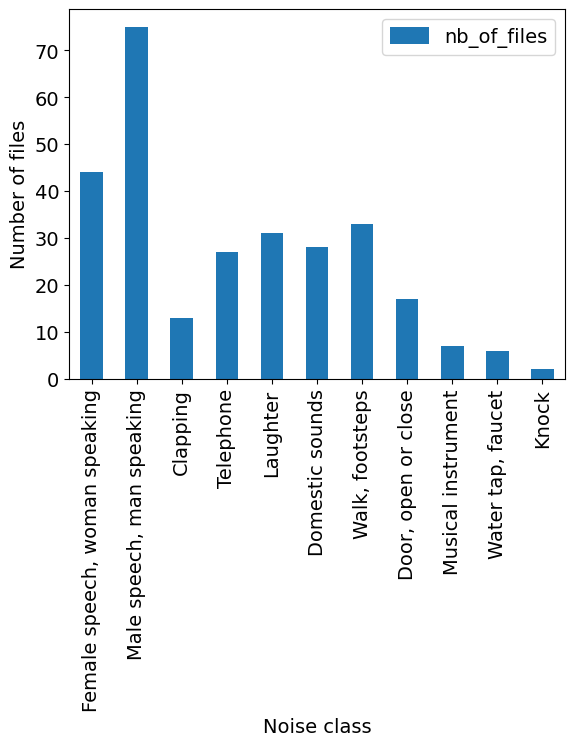 nb_of_files
Number of files
70
60
50
40
30
20
10
0
Female speech, woman speaking
Male speech, man speaking
Clapping
Telephone
Laughter
Domestic sounds
Walk, footsteps
Door, open or close
Musical instrument
Water tap, faucet
Knock
Noise class